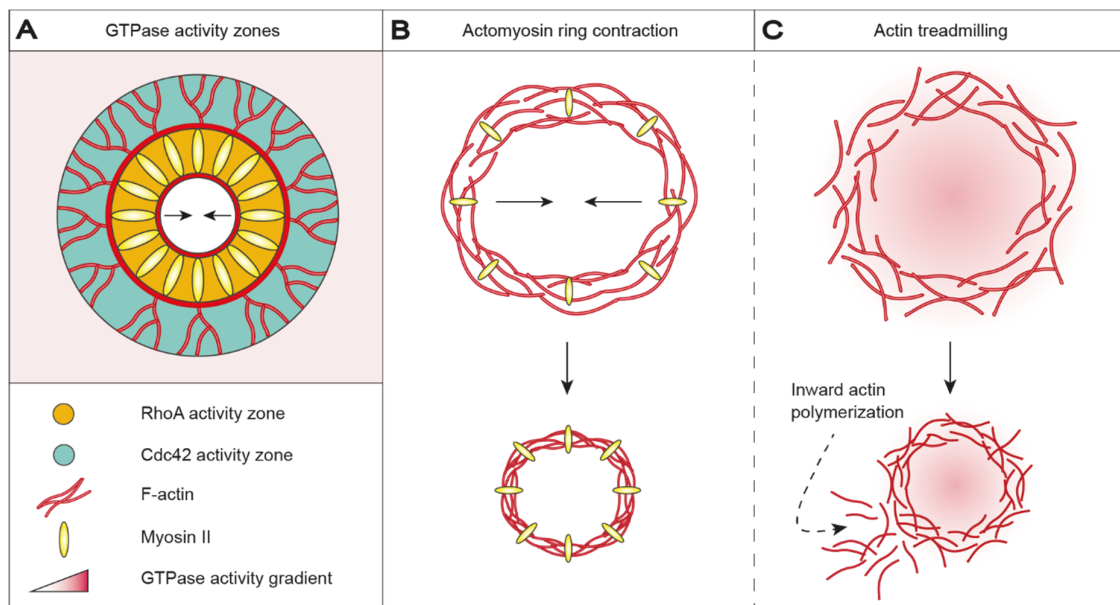 A
GTPase activity zones
RhoA activity zone
Cdc42 activity zone
F-actin
Myosin II
GTPase activity gradient
B
Actomyosin ring contraction
C
Actin treadmilling
Inward actin
polymerization